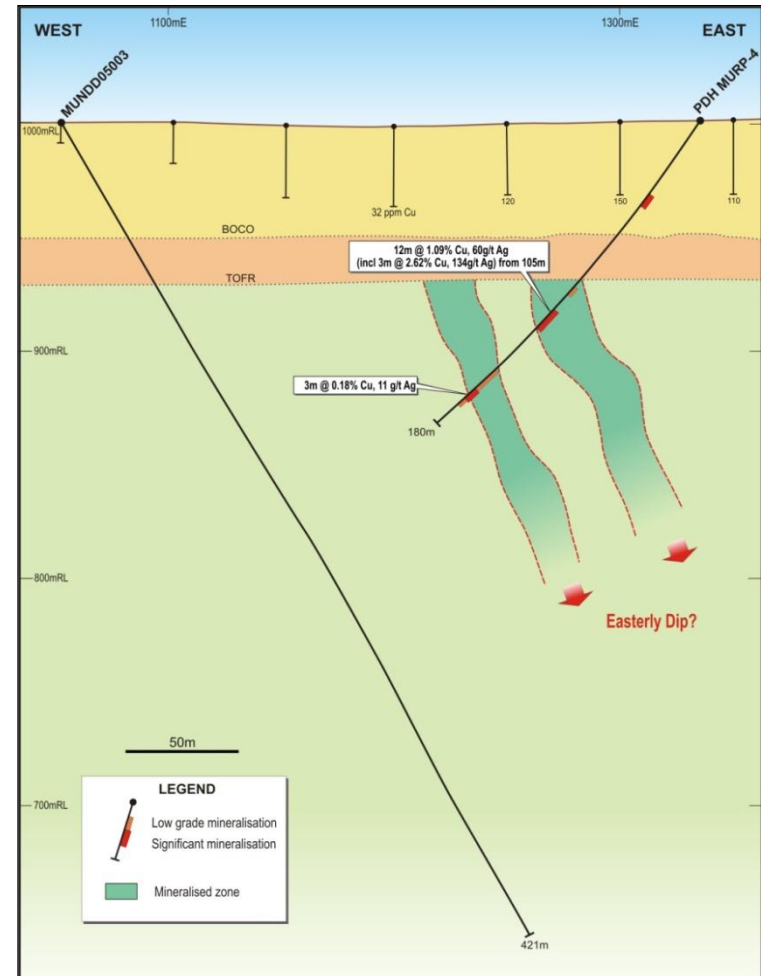 WEST
1100mE
1300mE
EAST
MUNDD05003
PDH MURP-4
1000mRL
32 ppm Cu
120
150
110
BOCO
12m @ 1.09% Cu, 60g/t Ag
(incl 3m @ 2.62% Cu, 134g/t Ag) from 105m
TOFR
900mRL
3m @ 0.18% Cu, 11 g/t Ag
180m
800mRL
Easterly Dip?
50m
LEGEND
Low grade mineralisation
Significant mineralisation
Mineralised zone
700mRL
421m